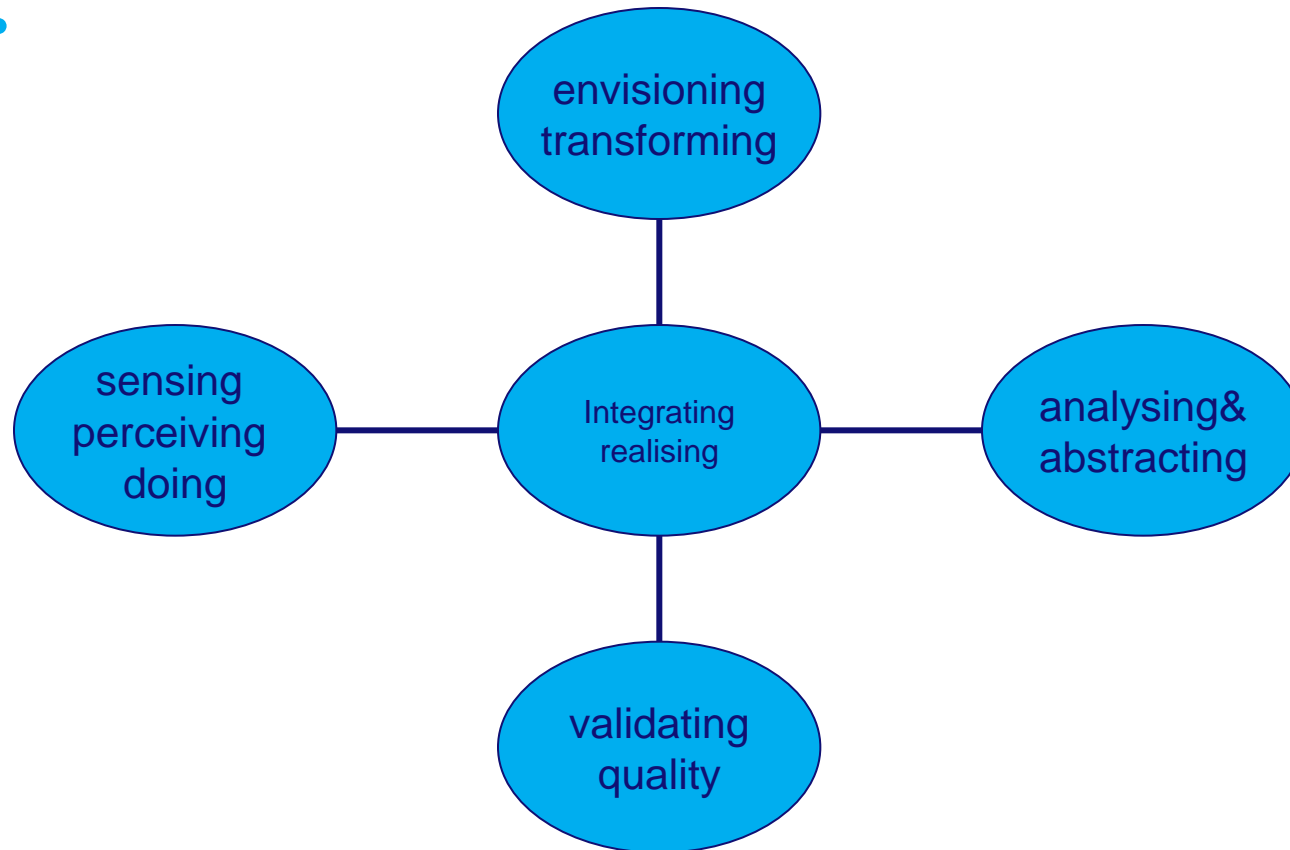 envisioning
transforming
sensing
perceiving
doing
Integrating
realising
analysing&
abstracting
validating
quality